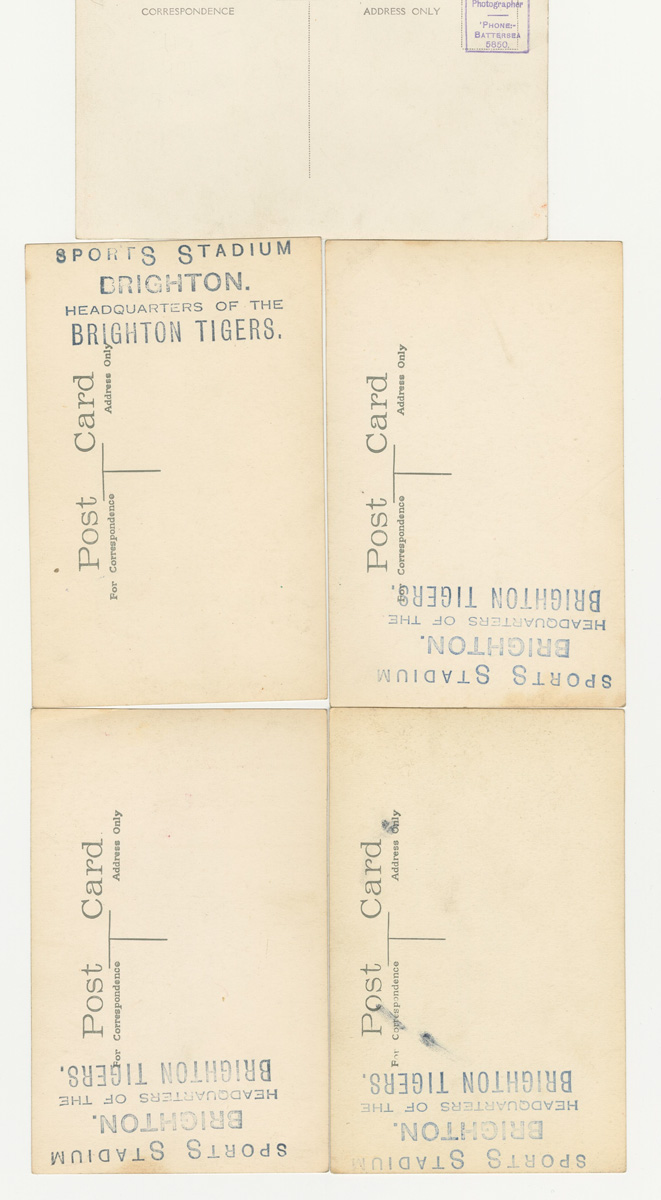 CORRESPONDENCE
ADDRESS ONLY
Photographer
'PHONE:-
BATTERSEA
5850.
SPORTS STADIUM
BRIGHTON.
HEADQUARTERS OF THE
BRIGHTON TIGERS.
Post Card
For Correspondence
Address Only
Post Card
For Correspondence
Address Only
SPORTS STADIUM
BRIGHTON.
HEADQUARTERS OF THE
BRIGHTON TIGERS.
Post Card
For Correspondence
Address Only
SPORTS STADIUM
BRIGHTON.
HEADQUARTERS OF THE
BRIGHTON TIGERS.
Post Card
For Correspondence
Address Only
SPORTS STADIUM
BRIGHTON.
HEADQUARTERS OF THE
BRIGHTON TIGERS.